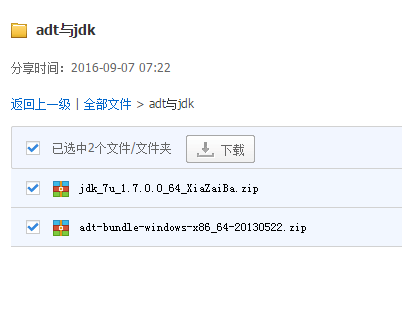 adt与jdk
分享时间：2016-09-07 07:22
返回上一级 | 全部文件 > adt与jdk
已选中2个文件/文件夹 下载
jdk_7u_1.7.0.0_64_XiaZaiBa.zip
adt-bundle-windows-x86_64-20130522.zip